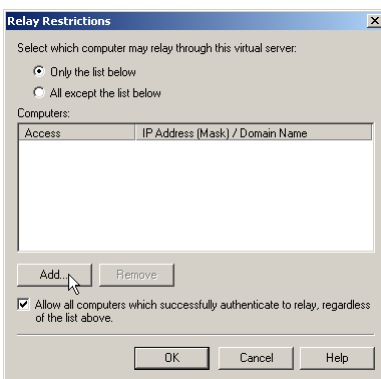 Relay Restrictions
Select which computer may relay through this virtual server:
Only the list below
All except the list below
Computers:
Access IP Address (Mask) / Domain Name
Add... Remove
Allow all computers which successfully authenticate to relay, regardless
of the list above.
OK Cancel Help